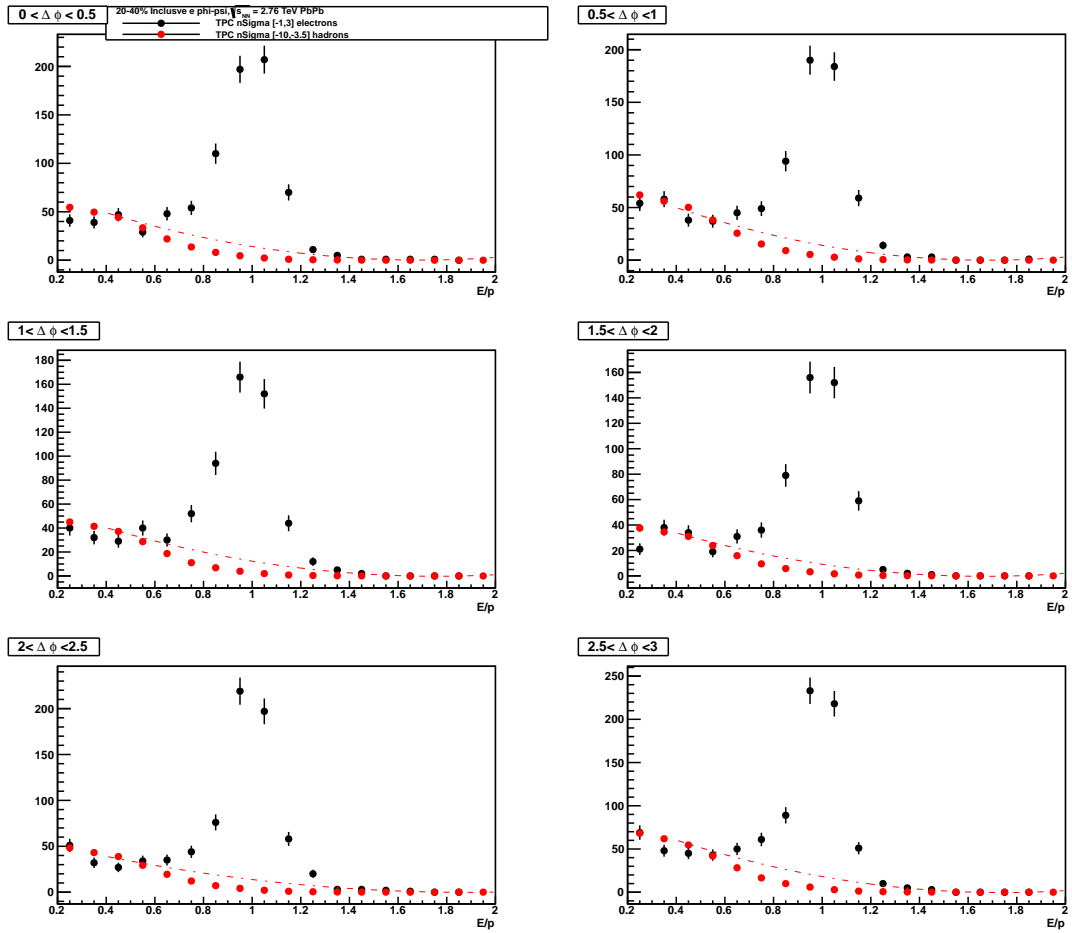 0 < Δ ϕ < 0.5
20-40% Inclusve e phi-psi, √s_NN = 2.76 TeV PbPb
TPC nSigma [-1,3] electrons
TPC nSigma [-10,-3.5] hadrons
200
150
100
50
0
0.2 0.4 0.6 0.8 1 1.2 1.4 1.6 1.8 2
E/p
0.5< Δ ϕ <1
200
150
100
50
0
0.2 0.4 0.6 0.8 1 1.2 1.4 1.6 1.8 2
E/p
1< Δ ϕ <1.5
180
160
140
120
100
80
60
40
20
0
0.2 0.4 0.6 0.8 1 1.2 1.4 1.6 1.8 2
E/p
1.5< Δ ϕ <2
160
140
120
100
80
60
40
20
0
0.2 0.4 0.6 0.8 1 1.2 1.4 1.6 1.8 2
E/p
2< Δ ϕ <2.5
200
150
100
50
0
0.2 0.4 0.6 0.8 1 1.2 1.4 1.6 1.8 2
E/p
2.5< Δ ϕ <3
250
200
150
100
50
0
0.2 0.4 0.6 0.8 1 1.2 1.4 1.6 1.8 2
E/p